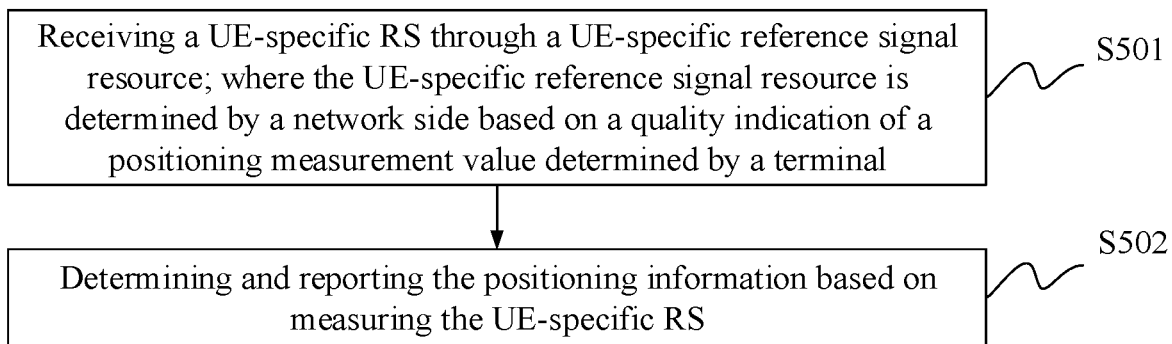 Receiving a UE-specific RS through a UE-specific reference signal
resource; where the UE-specific reference signal resource is
determined by a network side based on a quality indication of a
positioning measurement value determined by a terminal
S501
Determining and reporting the positioning information based on
measuring the UE-specific RS
S502